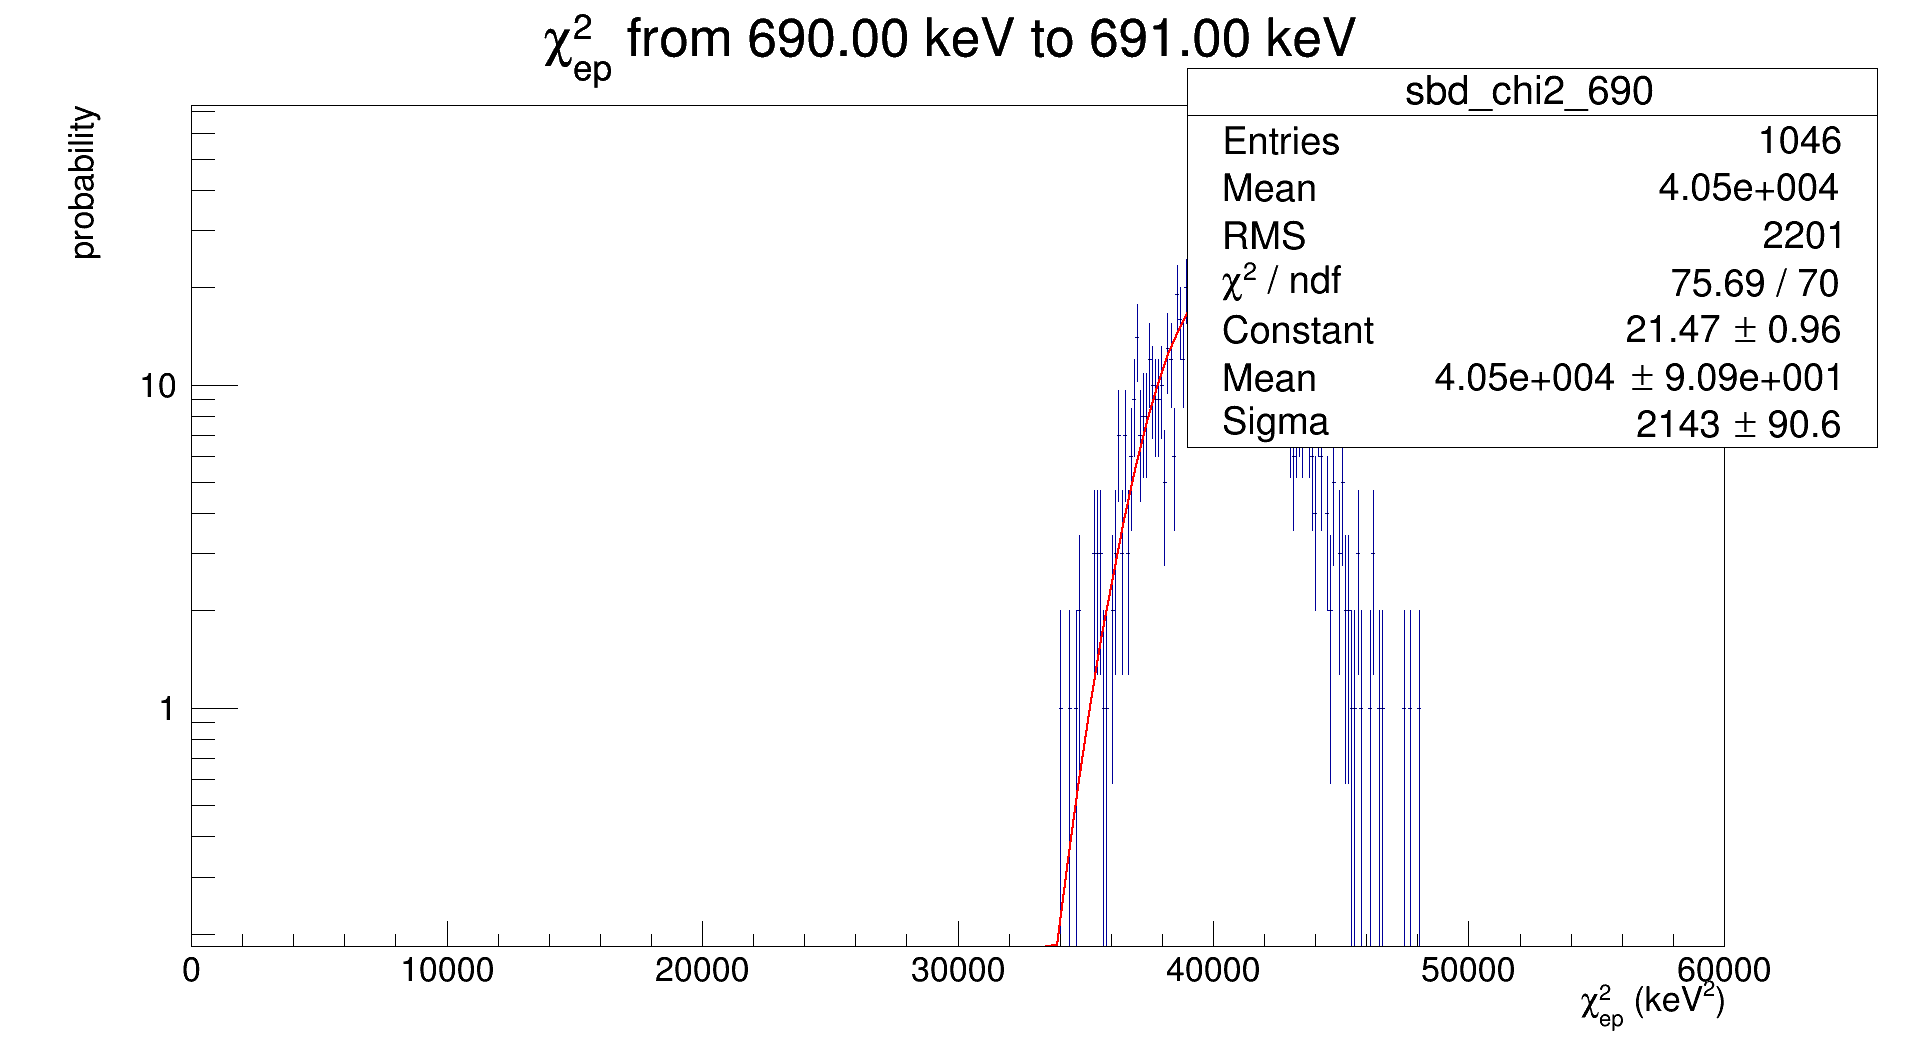 χ²ep from 690.00 keV to 691.00 keV
probability
sbd_chi2_690
Entries 1046
Mean 4.05e+004
RMS 2201
χ² / ndf 75.69 / 70
Constant 21.47 ± 0.96
Mean 4.05e+004 ± 9.09e+001
Sigma 2143 ± 90.6
10
1
0 10000 20000 30000 40000 50000 60000
χ²ep (keV²)